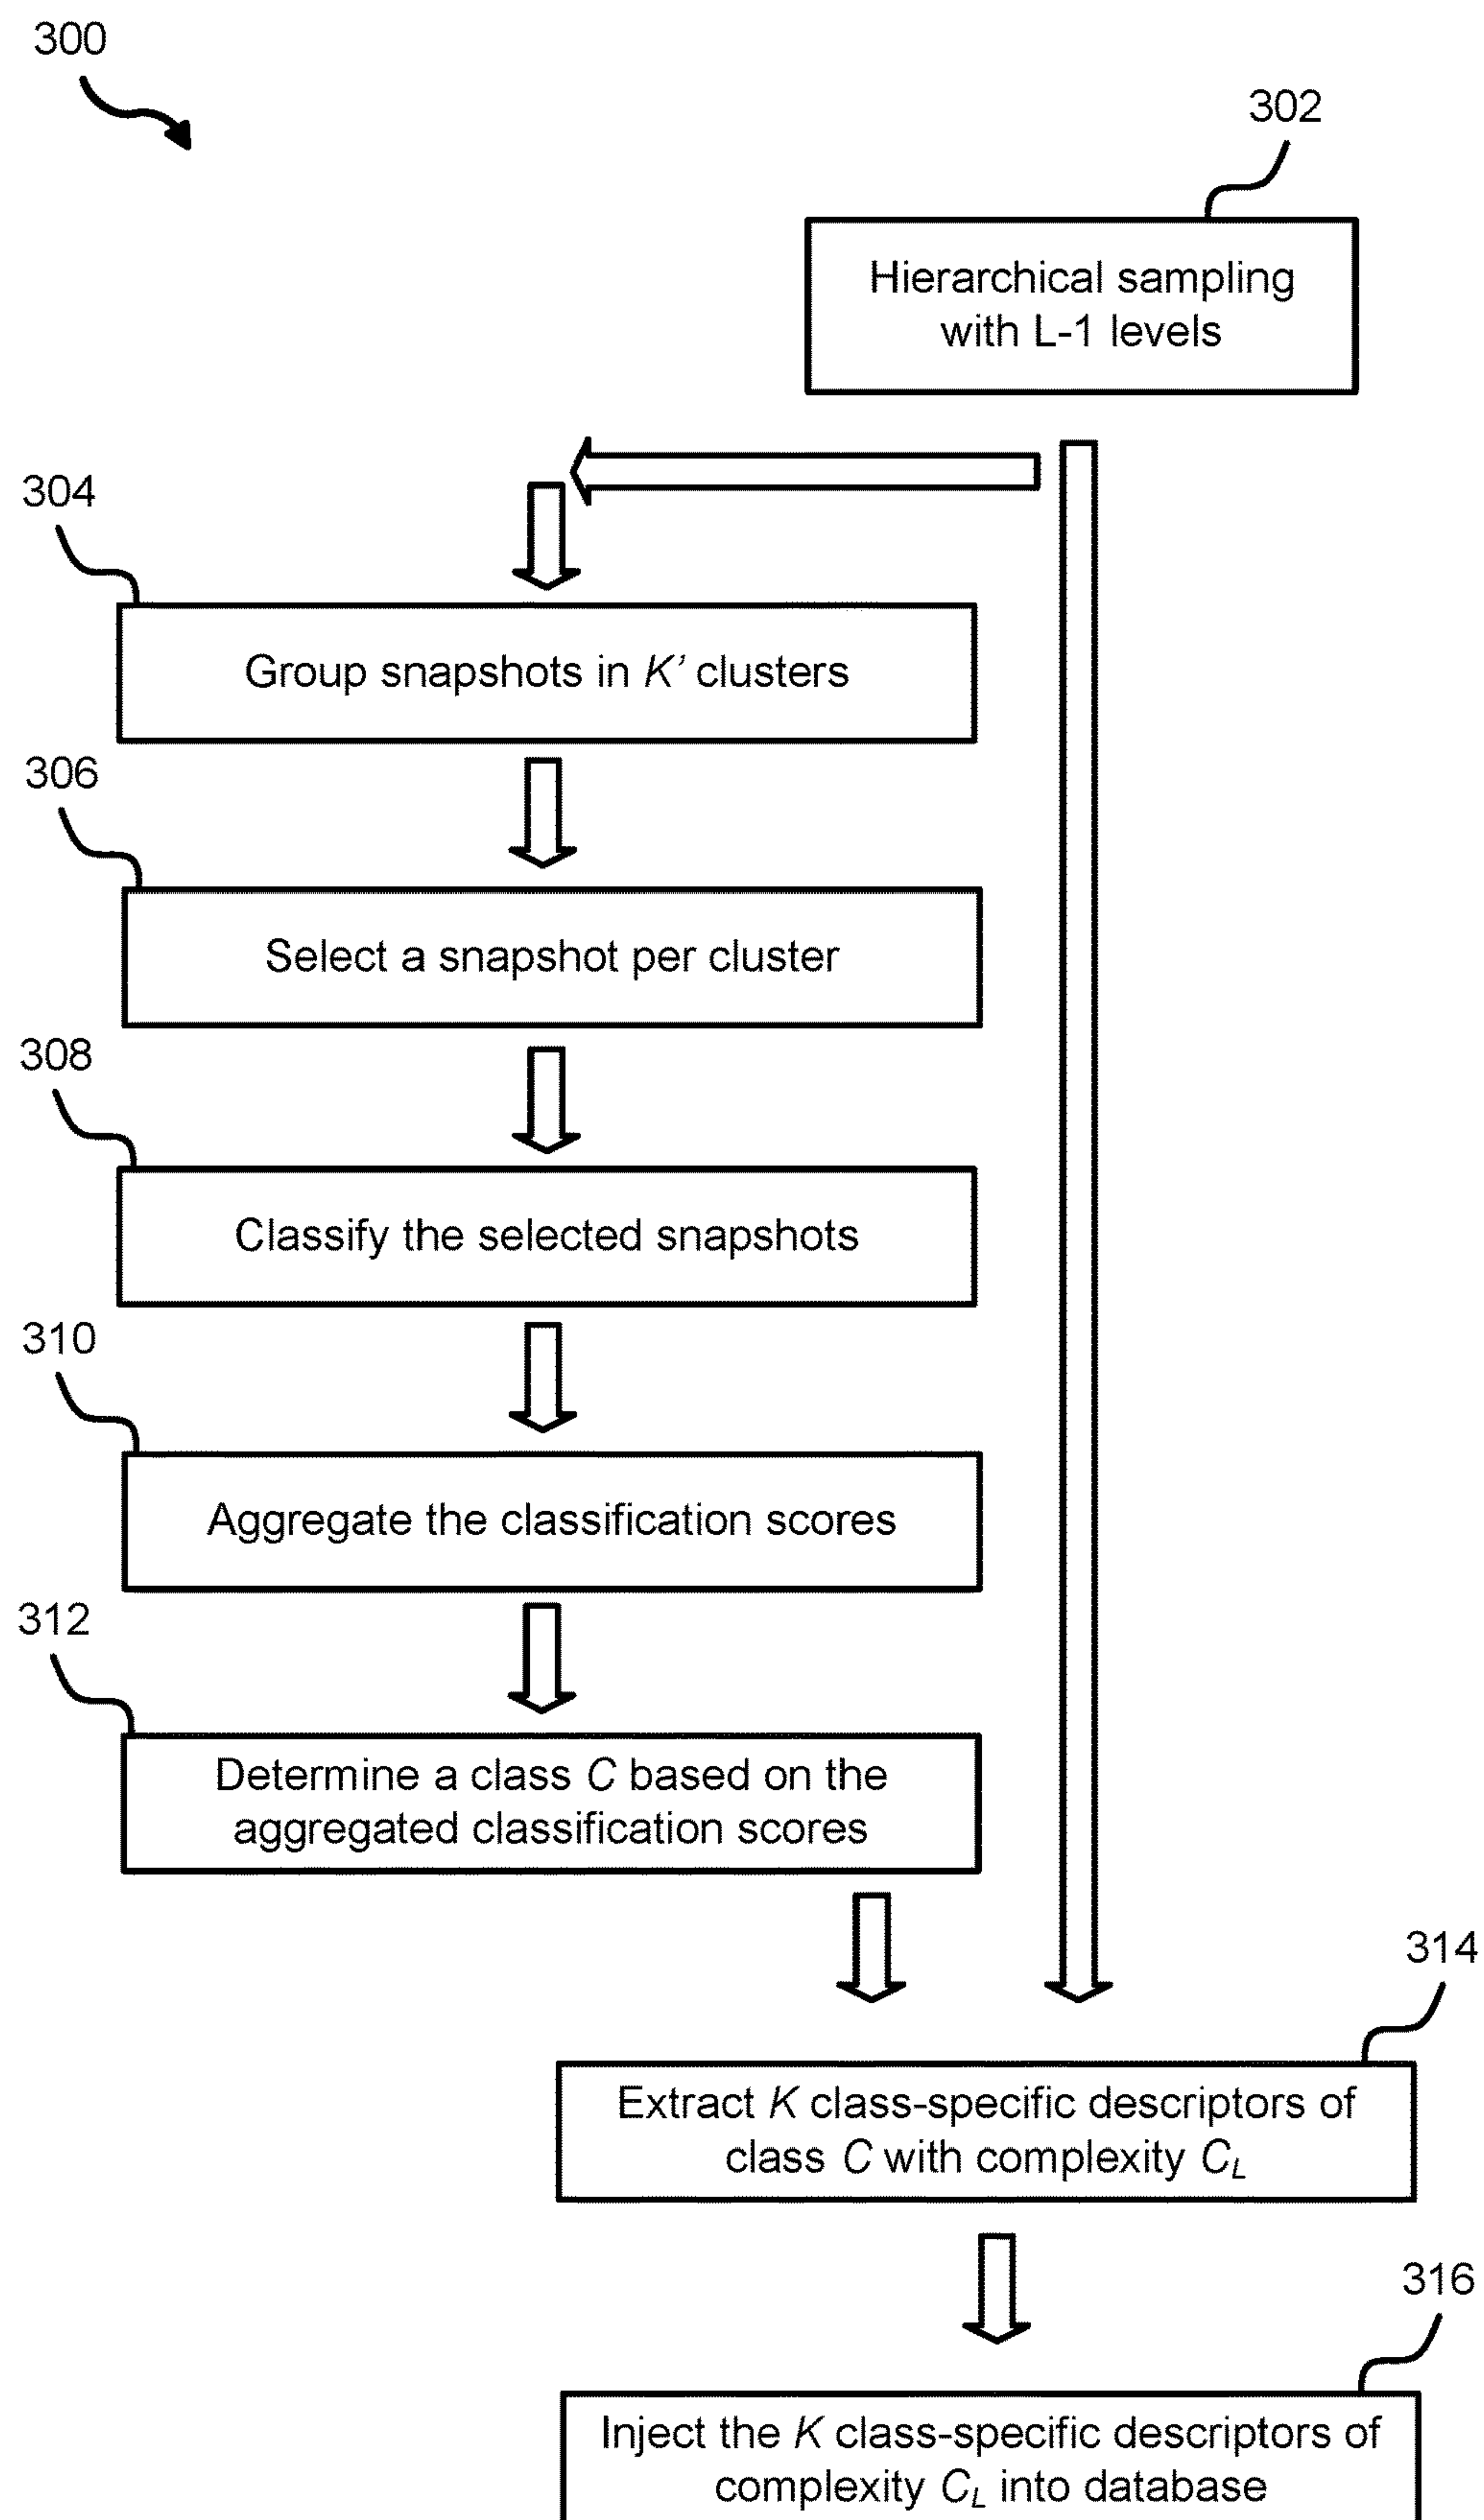 300
302
Hierarchical sampling
with L-1 levels
304
Group snapshots in K’ clusters
306
Select a snapshot per cluster
308
Classify the selected snapshots
310
Aggregate the classification scores
312
Determine a class C based on the
aggregated classification scores
314
Extract K class-specific descriptors of
class C with complexity CL
316
Inject the K class-specific descriptors of
complexity CL into database